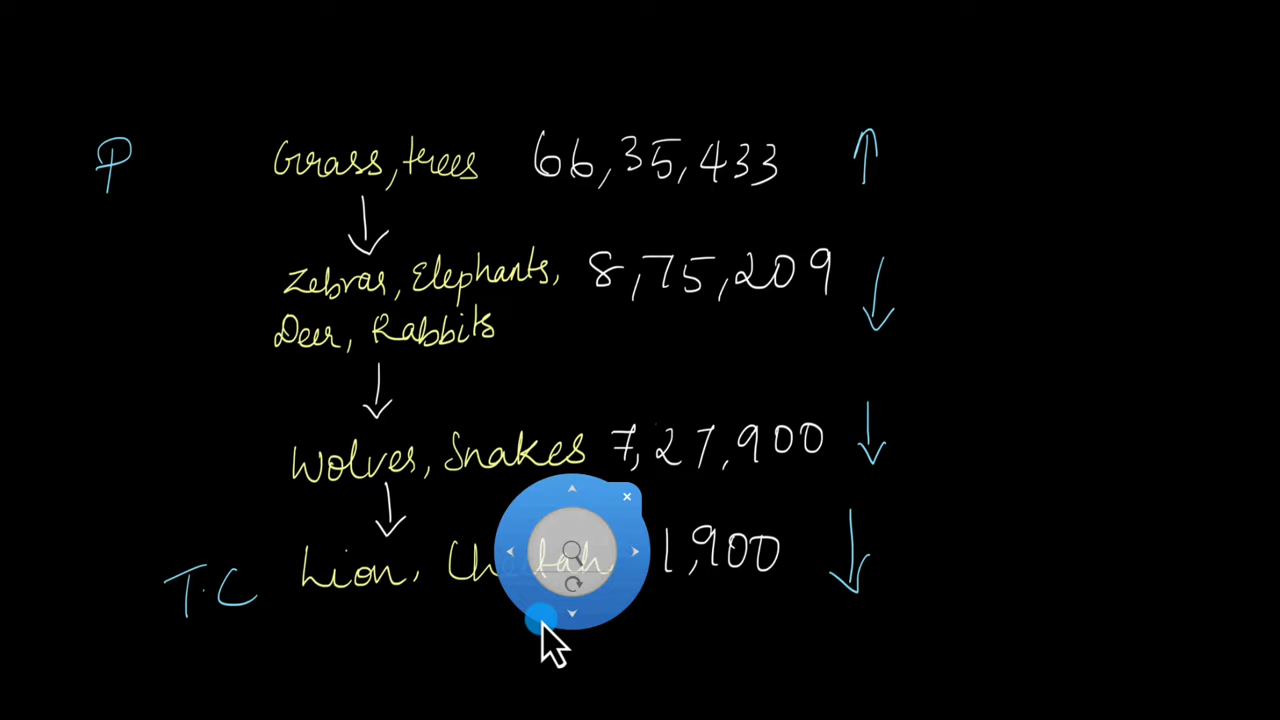 P Grass, trees 66,35,433 ↑
Zebras, Elephants, 8,75,209 ↓
Deer, Rabbits
Wolves, Snakes 7,27,900 ↓
T.C Lion, Cheetah 1,900 ↓